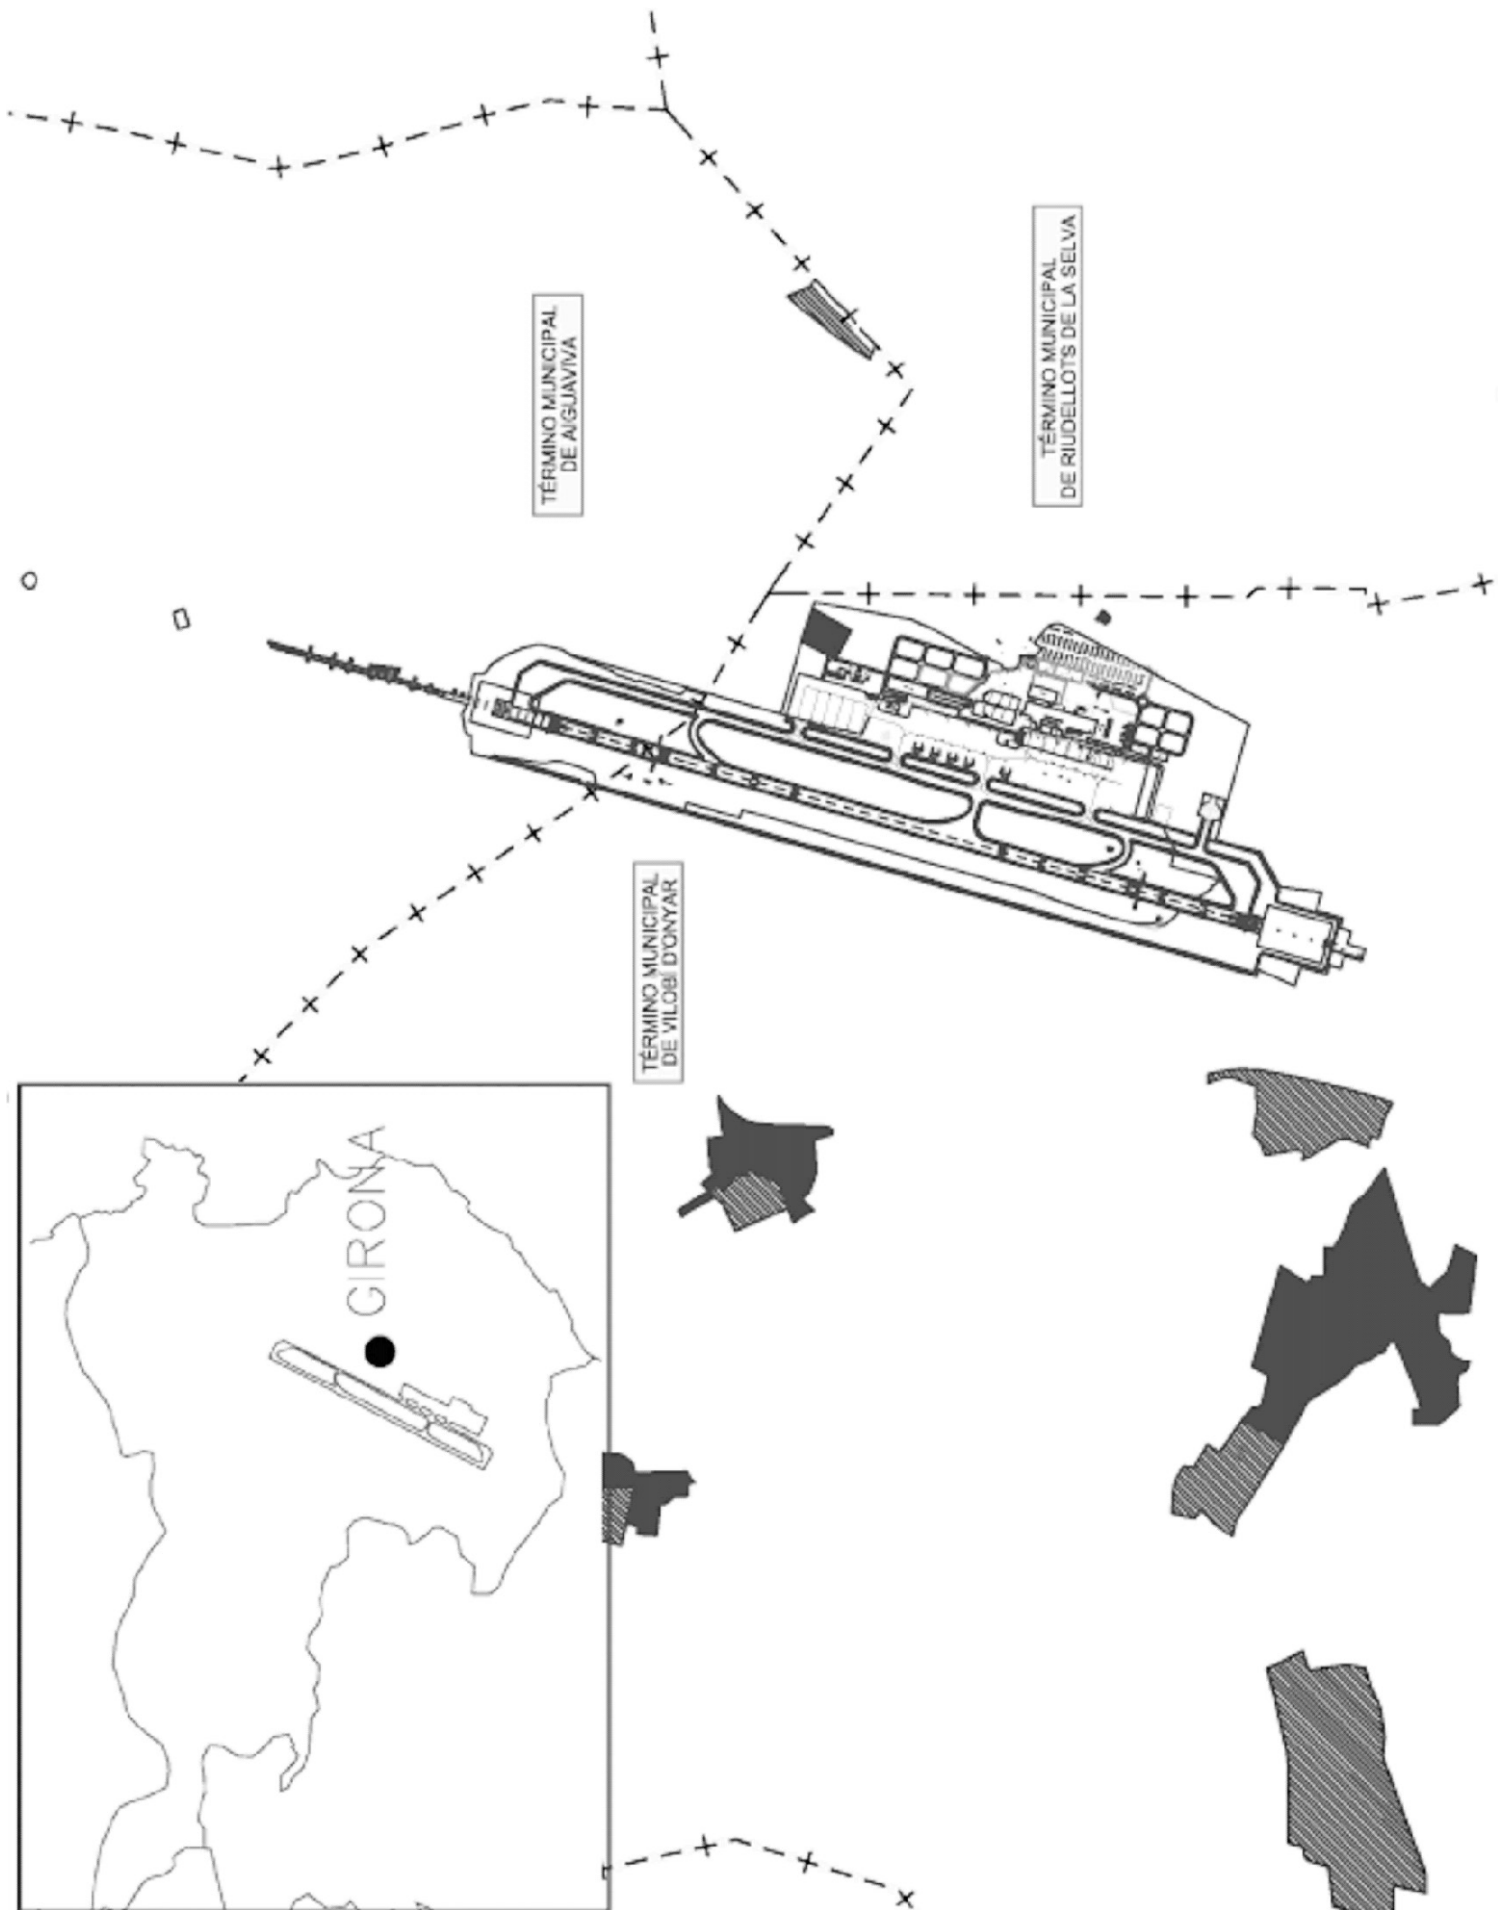 TÉRMINO MUNICIPAL
DE AIGUAVIVA
TÉRMINO MUNICIPAL
DE RIUDELLOTS DE LA SELVA
TÉRMINO MUNICIPAL
DE VILOBÍ D'ONYAR
GIRONA